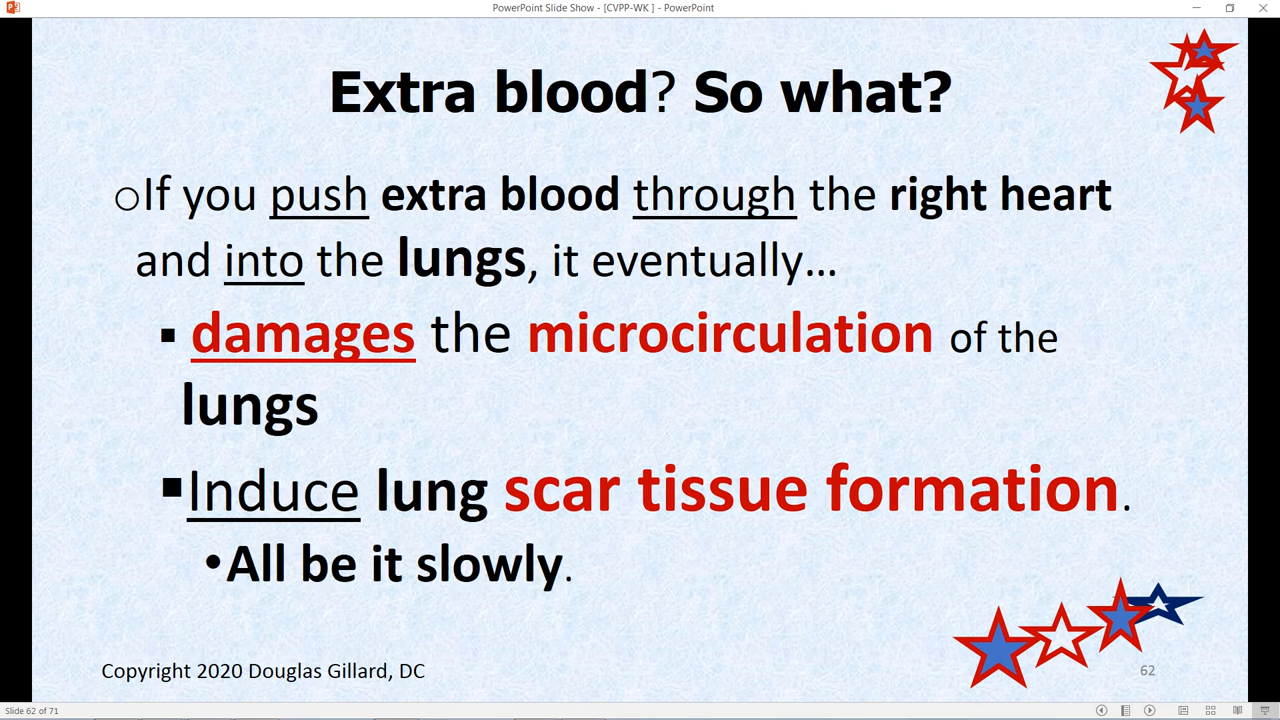 PowerPoint Slide Show - [CVPP-WK ] - PowerPoint
Extra blood? So what?
○If you push extra blood through the right heart
and into the lungs, it eventually…
▪ damages the microcirculation of the
lungs
▪Induce lung scar tissue formation.
•All be it slowly.
Copyright 2020 Douglas Gillard, DC
62
Slide 62 of 71